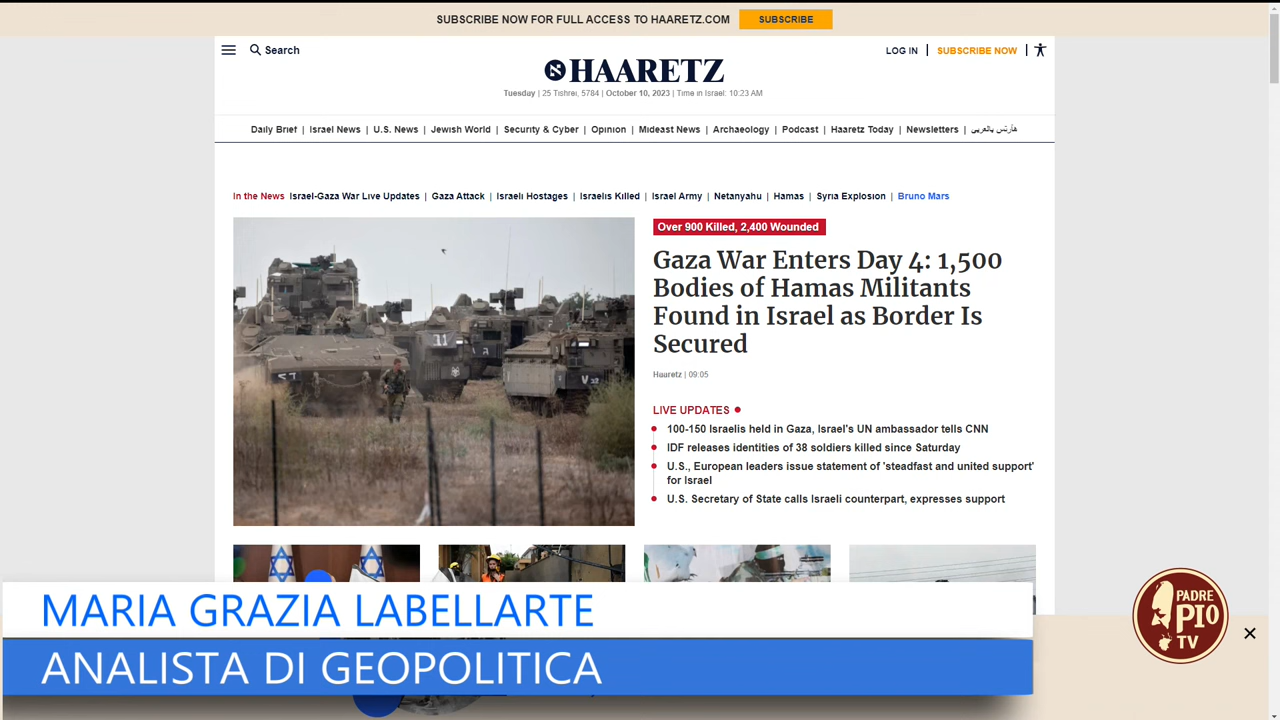 SUBSCRIBE NOW FOR FULL ACCESS TO HAARETZ.COM SUBSCRIBE
Search
LOG IN | SUBSCRIBE NOW |
HAARETZ
Tuesday | 25 Tishrei, 5784 | October 10, 2023 | Time in Israel: 10:23 AM
Daily Brief | Israel News | U.S. News | Jewish World | Security & Cyber | Opinion | Mideast News | Archaeology | Podcast | Haaretz Today | Newsletters | هآرتس بالعربي
In the News Israel-Gaza War Live Updates | Gaza Attack | Israeli Hostages | Israelis Killed | Israel Army | Netanyahu | Hamas | Syria Explosion | Bruno Mars
Over 900 Killed, 2,400 Wounded
Gaza War Enters Day 4: 1,500
Bodies of Hamas Militants
Found in Israel as Border Is
Secured
Haaretz | 09:05
LIVE UPDATES
100-150 Israelis held in Gaza, Israel's UN ambassador tells CNN
IDF releases identities of 38 soldiers killed since Saturday
U.S., European leaders issue statement of 'steadfast and united support'
for Israel
U.S. Secretary of State calls Israeli counterpart, expresses support
MARIA GRAZIA LABELLARTE
ANALISTA DI GEOPOLITICA
PADRE
PIO
TV